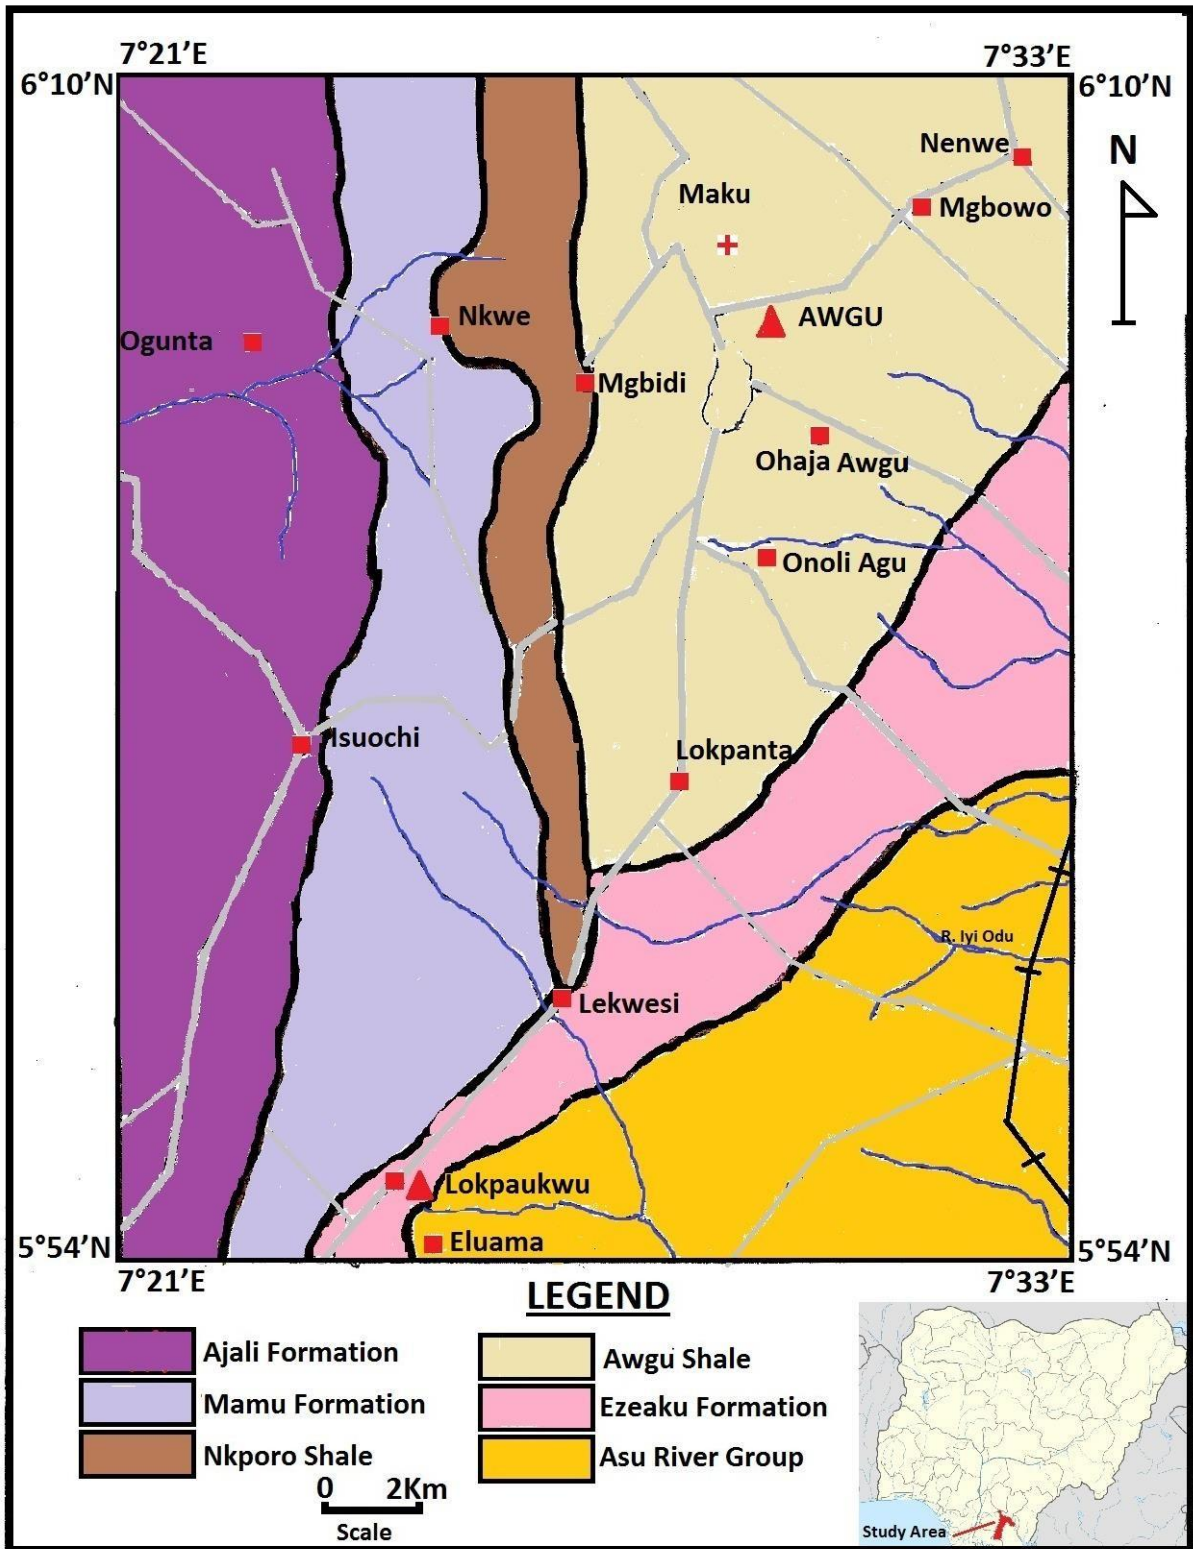 7°21’E
7°33’E
6°10’N
6°10’N
N
Nenwe
Maku
Mgbowo
Nkwe
AWGU
Ogunta
Mgbidi
Ohaja Awgu
Onoli Agu
Isuochi
Lokpanta
R. Iyi Odu
Lekwesi
Lokpaukwu
Eluama
5°54’N
5°54’N
7°21’E
7°33’E
LEGEND
Ajali Formation
Mamu Formation
Nkporo Shale
Awgu Shale
Ezeaku Formation
Asu River Group
0 2Km
Scale
Study Area